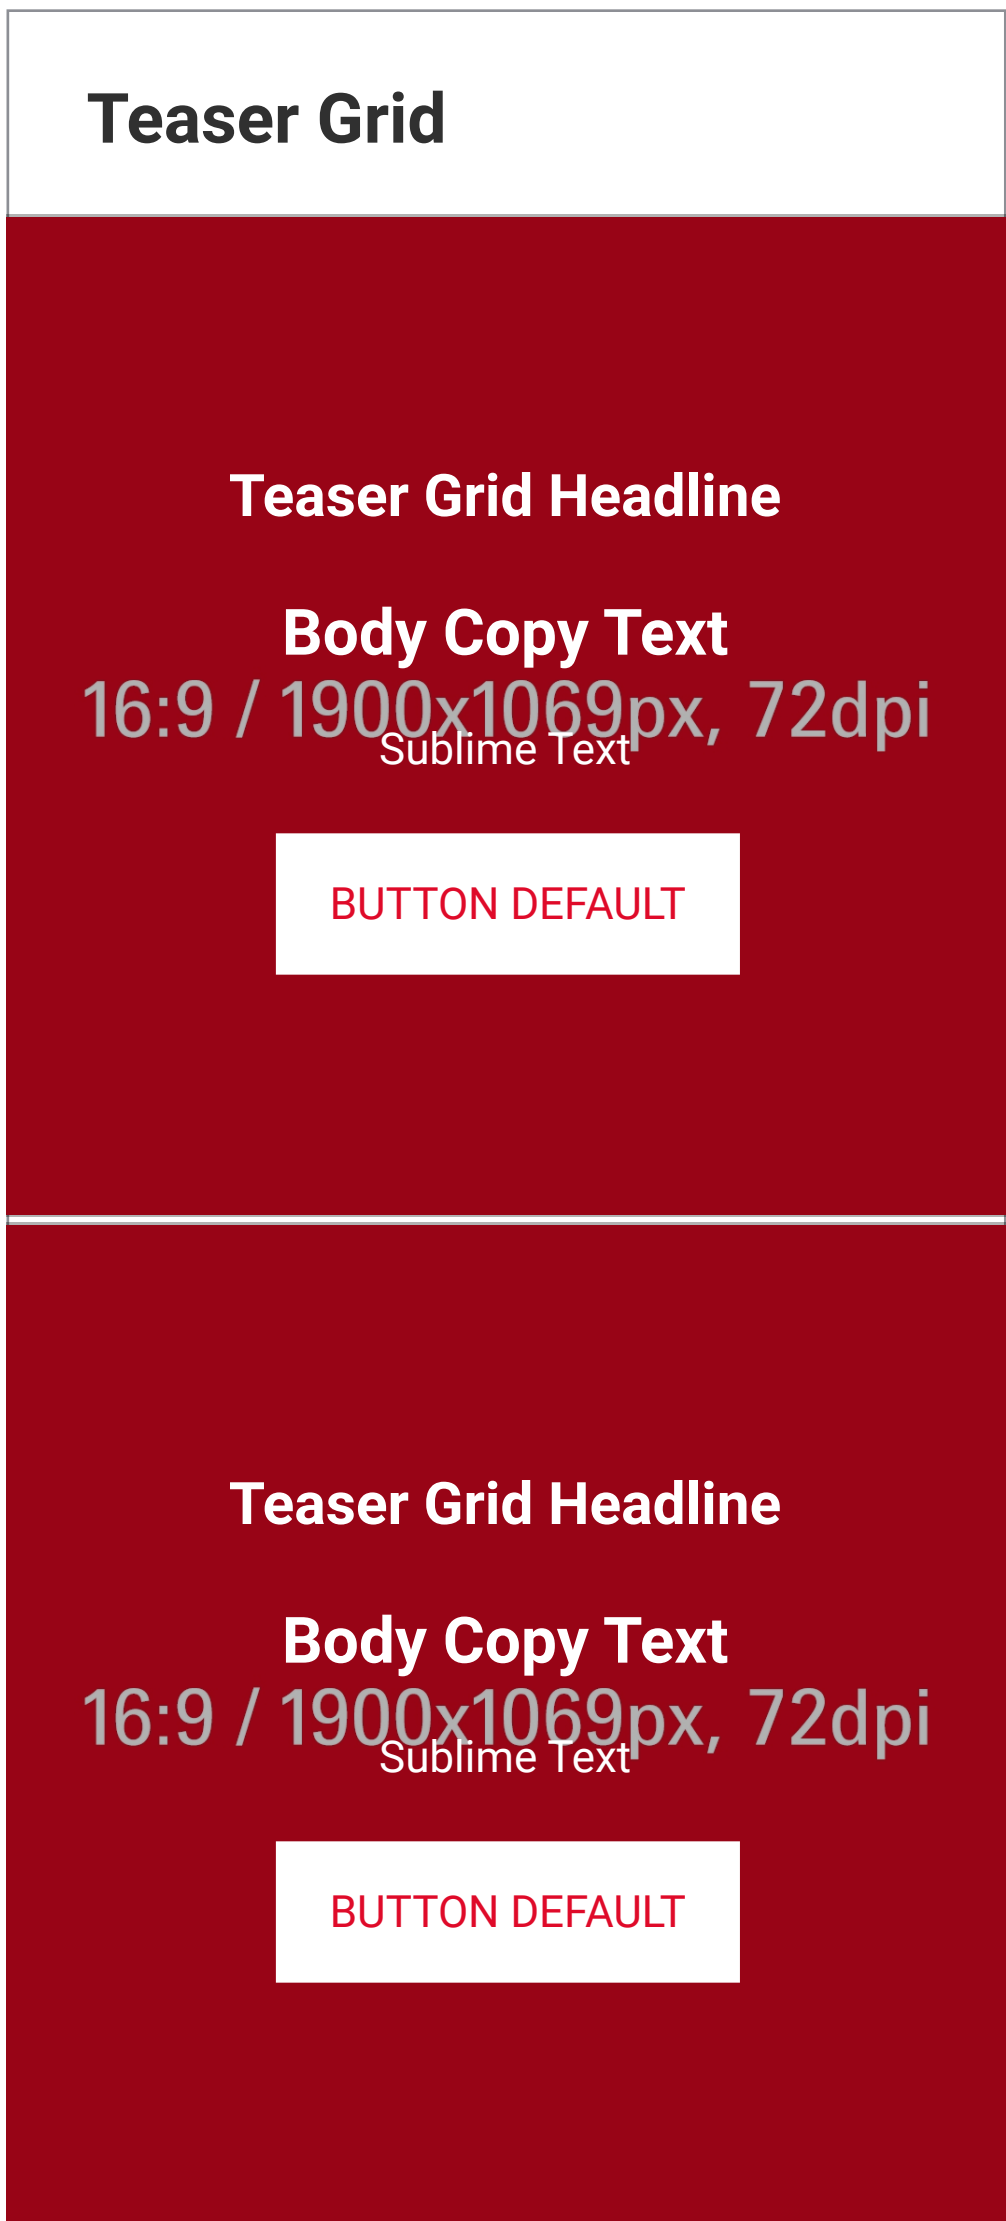 Teaser Grid
Teaser Grid Headline
Body Copy Text
16:9 / 1900x1069px, 72dpi
Sublime Text
BUTTON DEFAULT
Teaser Grid Headline
Body Copy Text
16:9 / 1900x1069px, 72dpi
Sublime Text
BUTTON DEFAULT